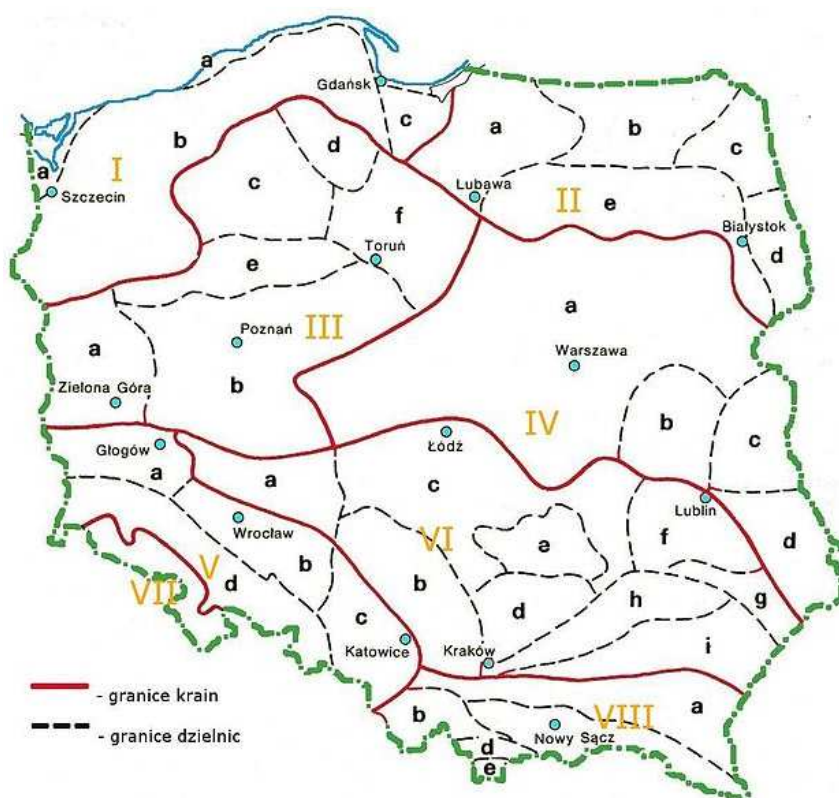 a
Gdańsk
b
d
c
a
b
c
a
I
c
Szczecin
Lubawa
e
II
f
Białystok
d
Toruń
e
a
Poznań
III
a
Warszawa
Zielona Góra
b
IV
b
c
Głogów
Łódź
a
a
c
Lublin
Wrocław
VI
e
f
d
V
b
b
VII
d
d
h
g
c
Katowice
Kraków
i
- granice krain
b
VIII
a
- granice dzielnic
Nowy Sącz
d
e